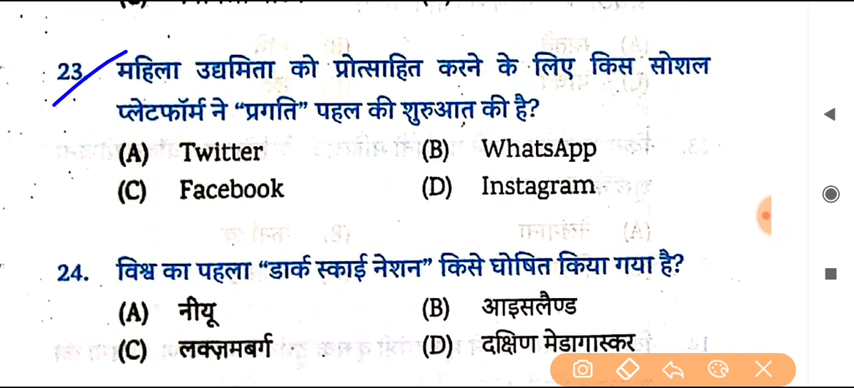 23. महिला उद्यमिता को प्रोत्साहित करने के लिए किस सोशल
प्लेटफॉर्म ने “प्रगति” पहल की शुरुआत की है?
(A) Twitter (B) WhatsApp
(C) Facebook (D) Instagram
24. विश्व का पहला “डार्क स्काई नेशन” किसे घोषित किया गया है?
(A) नीयू (B) आइसलैण्ड
(C) लक्ज़मबर्ग (D) दक्षिण मेडागास्कर